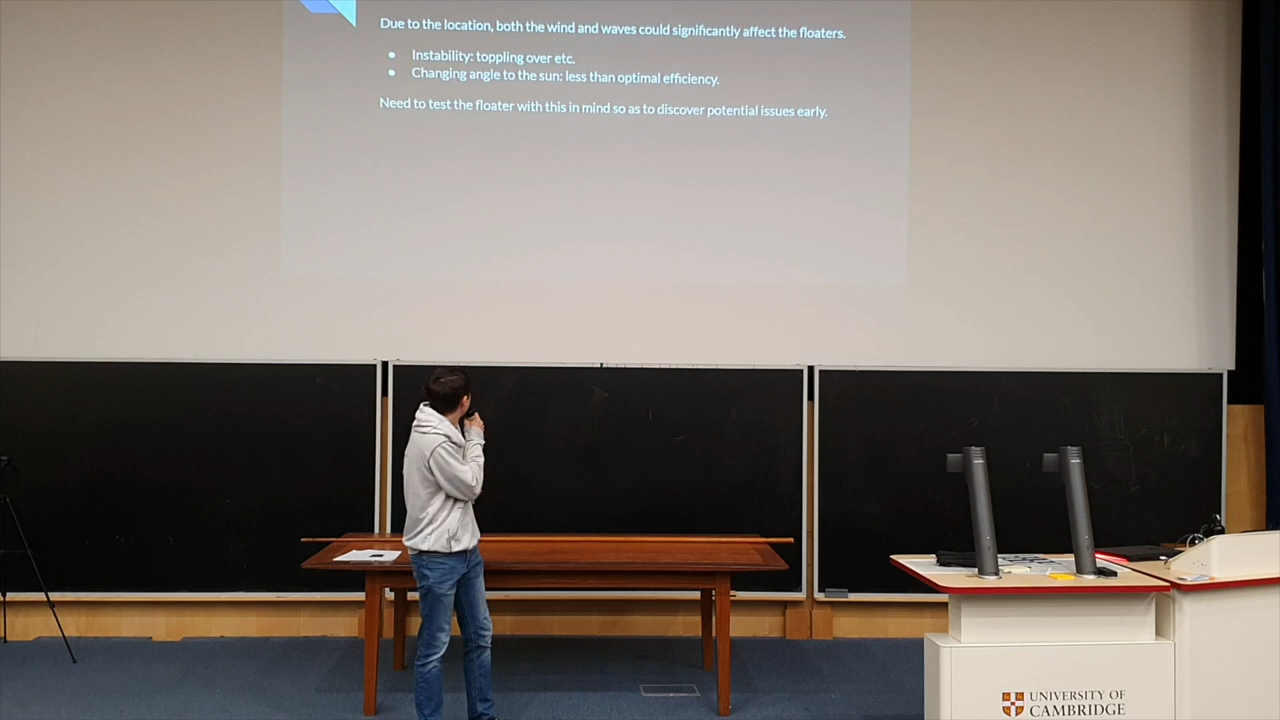 Due to the location, both the wind and waves could significantly affect the floaters.
● Instability: toppling over etc.
● Changing angle to the sun: less than optimal efficiency.
Need to test the floater with this in mind so as to discover potential issues early.
UNIVERSITY OF
CAMBRIDGE